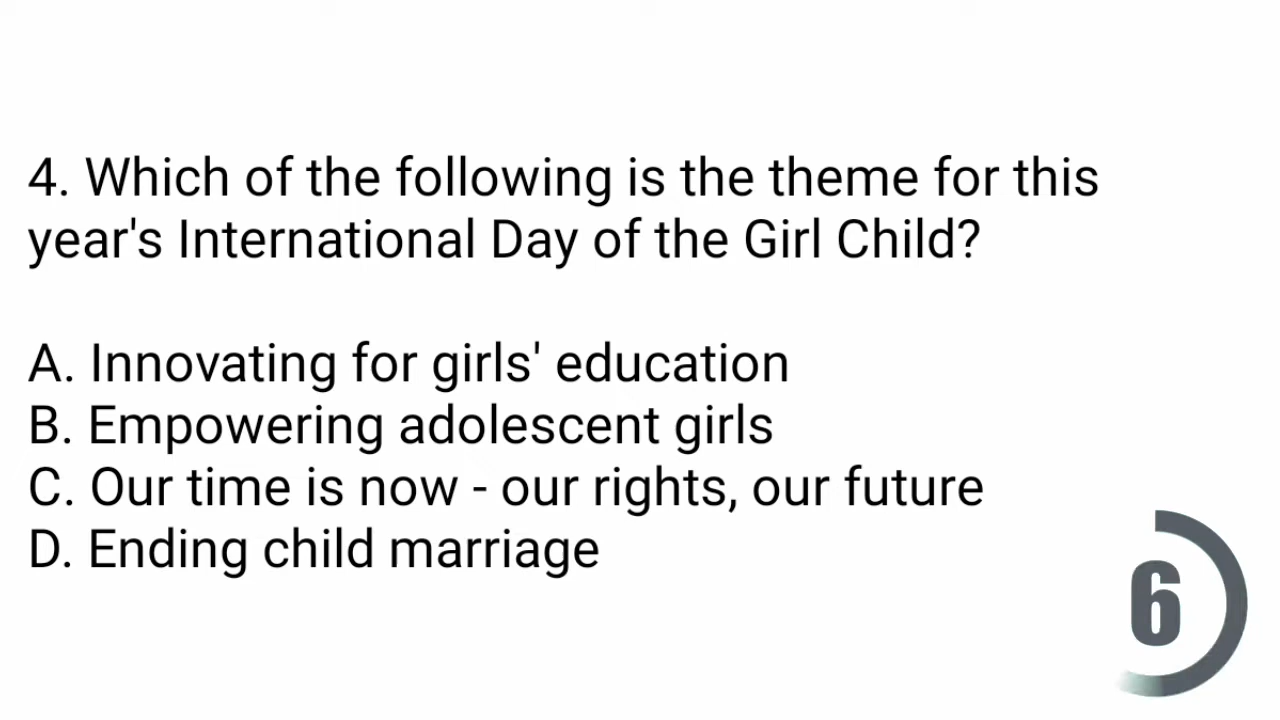 4. Which of the following is the theme for this
year's International Day of the Girl Child?
A. Innovating for girls' education
B. Empowering adolescent girls
C. Our time is now - our rights, our future
D. Ending child marriage
6